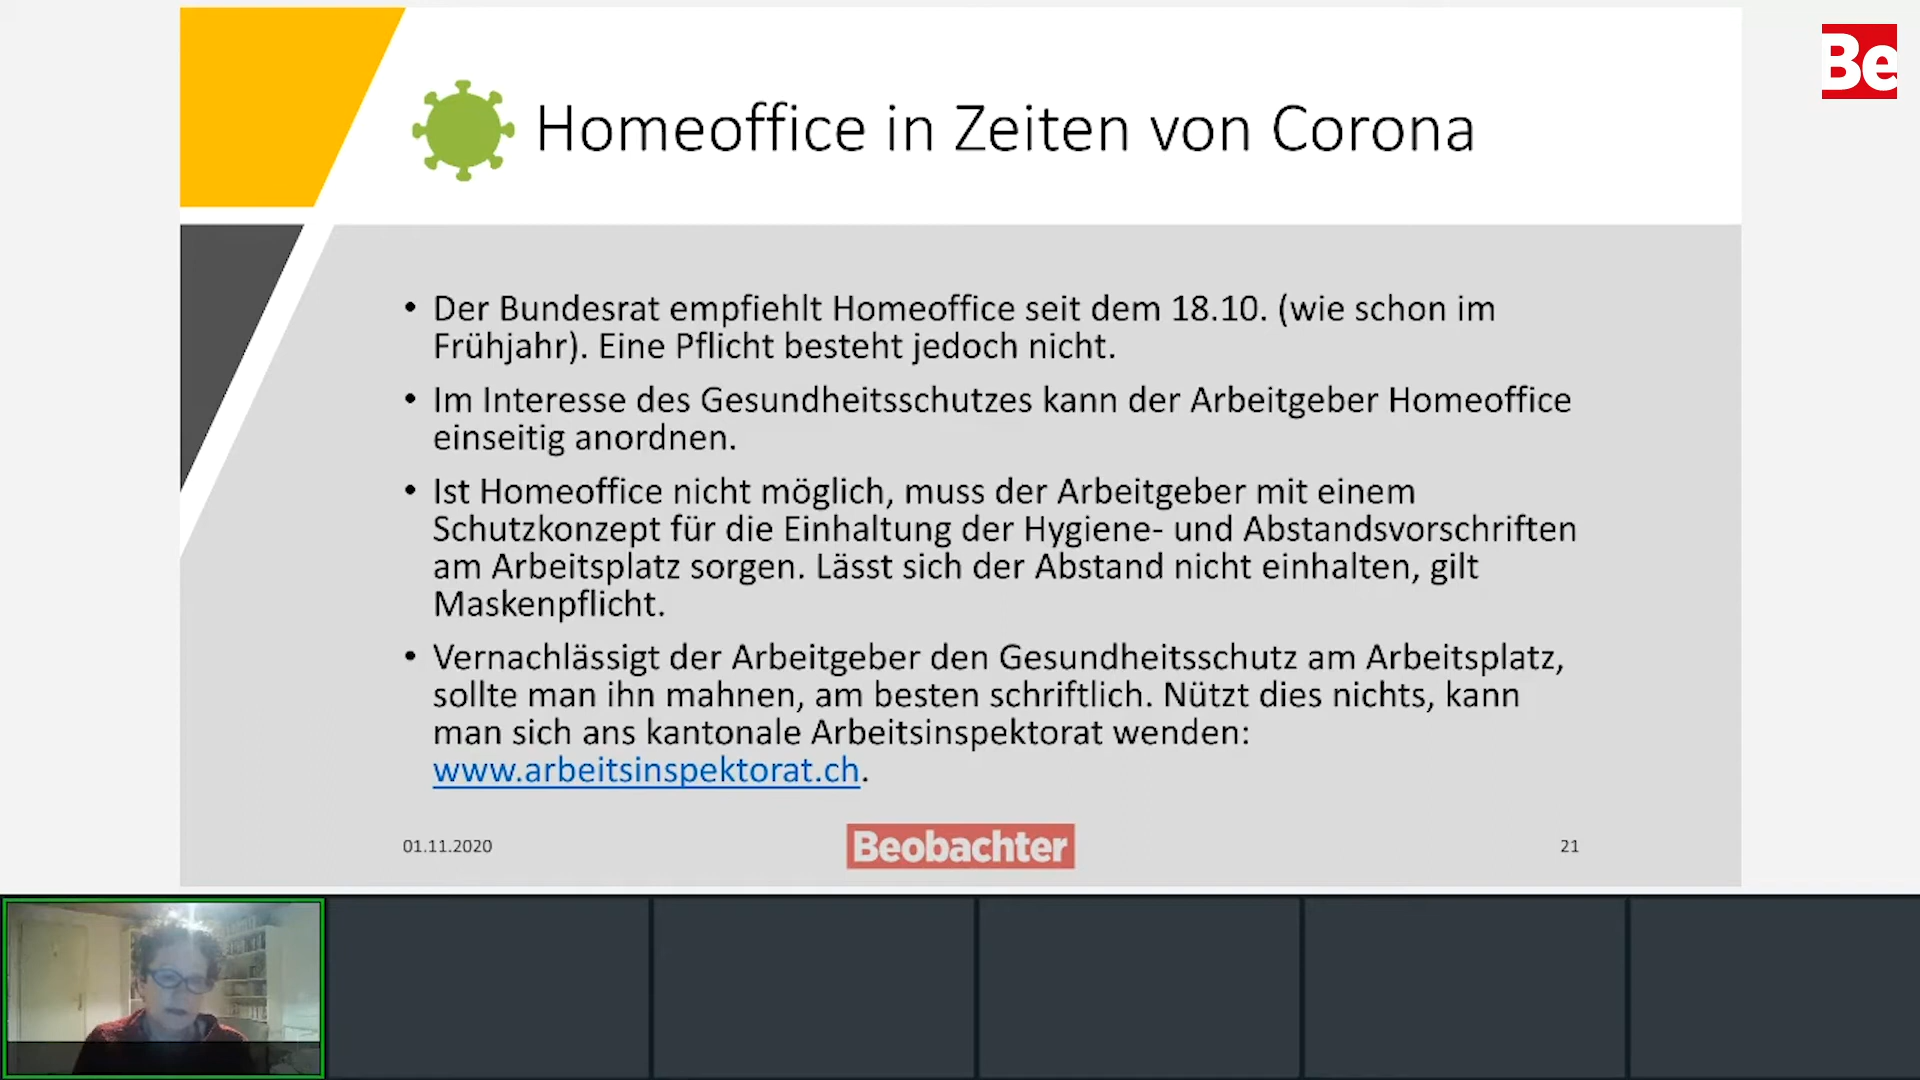 Be
Homeoffice in Zeiten von Corona
• Der Bundesrat empfiehlt Homeoffice seit dem 18.10. (wie schon im
Frühjahr). Eine Pflicht besteht jedoch nicht.
• Im Interesse des Gesundheitsschutzes kann der Arbeitgeber Homeoffice
einseitig anordnen.
• Ist Homeoffice nicht möglich, muss der Arbeitgeber mit einem
Schutzkonzept für die Einhaltung der Hygiene- und Abstandsvorschriften
am Arbeitsplatz sorgen. Lässt sich der Abstand nicht einhalten, gilt
Maskenpflicht.
• Vernachlässigt der Arbeitgeber den Gesundheitsschutz am Arbeitsplatz,
sollte man ihn mahnen, am besten schriftlich. Nützt dies nichts, kann
man sich ans kantonale Arbeitsinspektorat wenden:
www.arbeitsinspektorat.ch.
01.11.2020
Beobachter
21